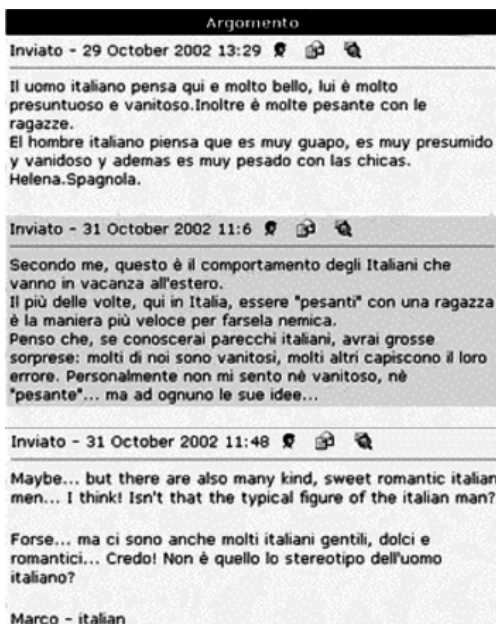 Argomento
Inviato - 29 October 2002 13:29
Il uomo italiano pensa qui e molto bello, lui è molto
presuntuoso e vanitoso.Inoltre è molte pesante con le
ragazze.
El hombre italiano piensa que es muy guapo, es muy presumido
y vanidoso y ademas es muy pesado con las chicas.
Helena.Spagnola.
Inviato - 31 October 2002 11:6
Secondo me, questo è il comportamento degli Italiani che
vanno in vacanza all'estero.
Il più delle volte, qui in Italia, essere "pesanti" con una ragazza
è la maniera più veloce per farsela nemica.
Penso che, se conoscerai parecchi italiani, avrai grosse
sorprese: molti di noi sono vanitosi, molti altri capiscono il loro
errore. Personalmente non mi sento nè vanitoso, nè
"pesante"... ma ad ognuno le sue idee...
Inviato - 31 October 2002 11:48
Maybe... but there are also many kind, sweet romantic italian
men... I think! Isn't that the typical figure of the italian man?
Forse... ma ci sono anche molti italiani gentili, dolci e
romantici... Credo! Non è quello lo stereotipo dell'uomo
italiano?
Marco - italian